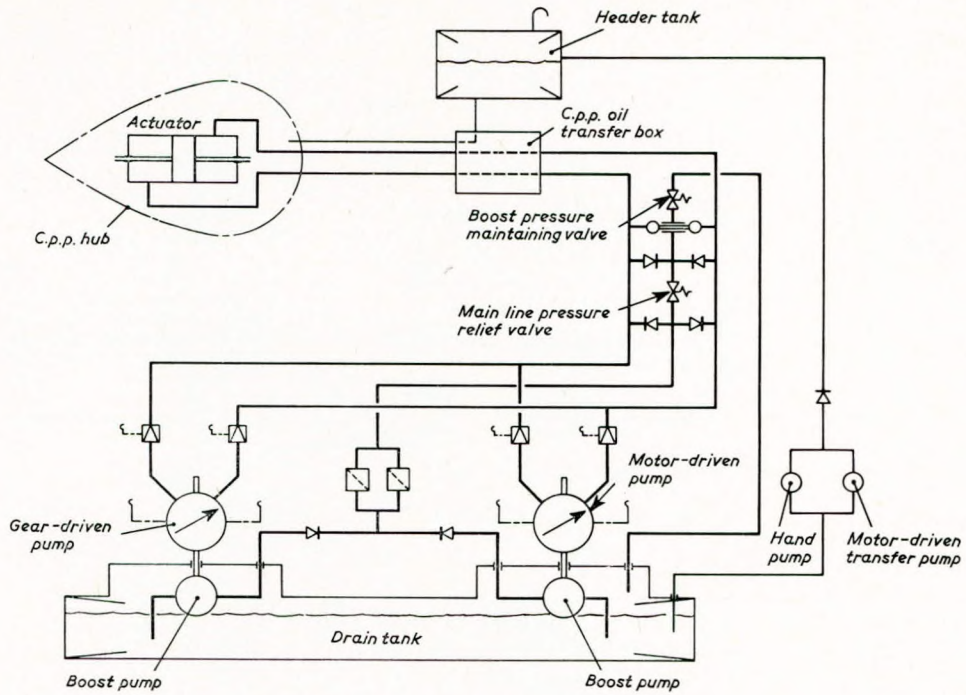 Header tank
Actuator
C.p.p. oil
transfer box
C.p.p. hub
Boost pressure
maintaining valve
Main line pressure
relief valve
Motor-driven
pump
Gear-driven
pump
Hand
pump
Motor-driven
transfer pump
Drain tank
Boost pump
Boost pump